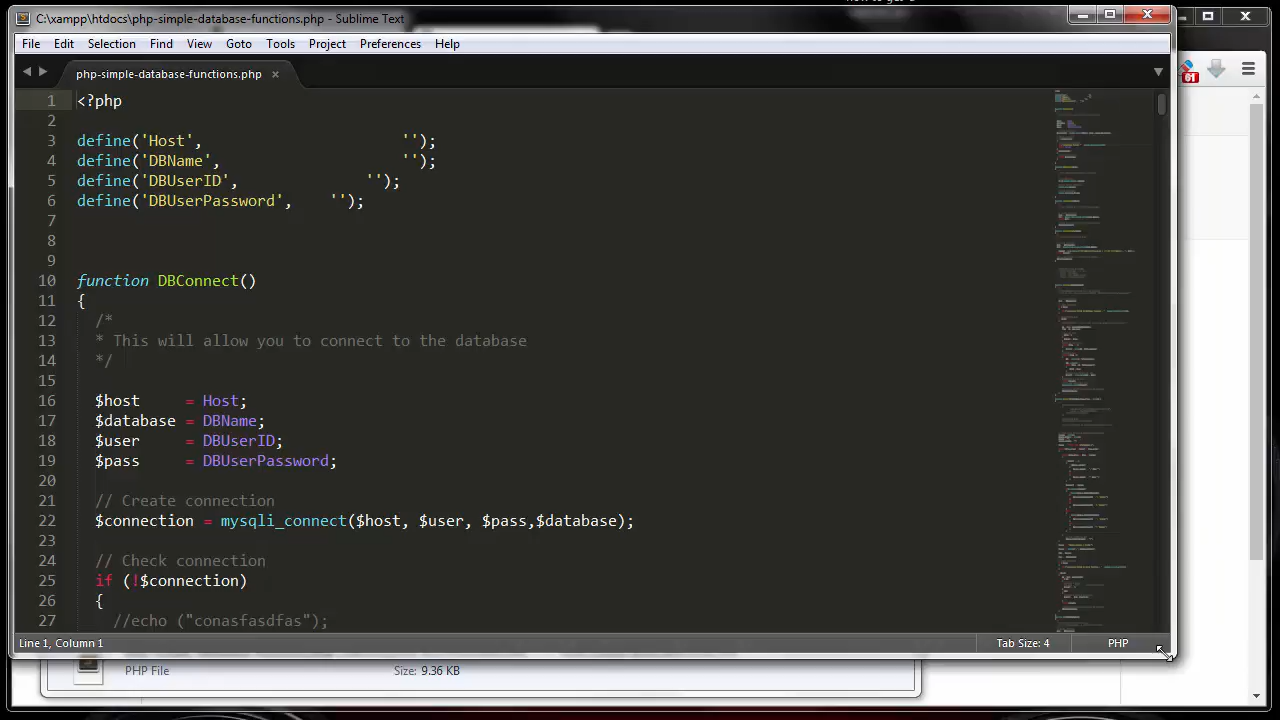 how to get a
C:\xampp\htdocs\php-simple-database-functions.php - Sublime Text
File Edit Selection Find View Goto Tools Project Preferences Help
php-simple-database-functions.php ×
61
1 <?php
2
3 define('Host', '');
4 define('DBName', '');
5 define('DBUserID', '');
6 define('DBUserPassword', '');
7
8
9
10 function DBConnect()
11 {
12 /*
13 * This will allow you to connect to the database
14 */
15
16 $host = Host;
17 $database = DBName;
18 $user = DBUserID;
19 $pass = DBUserPassword;
20
21 // Create connection
22 $connection = mysqli_connect($host, $user, $pass,$database);
23
24 // Check connection
25 if (!$connection)
26 {
27 //echo ("conasfasdfas");
Line 1, Column 1 Tab Size: 4 PHP
PHP File Size: 9.36 KB